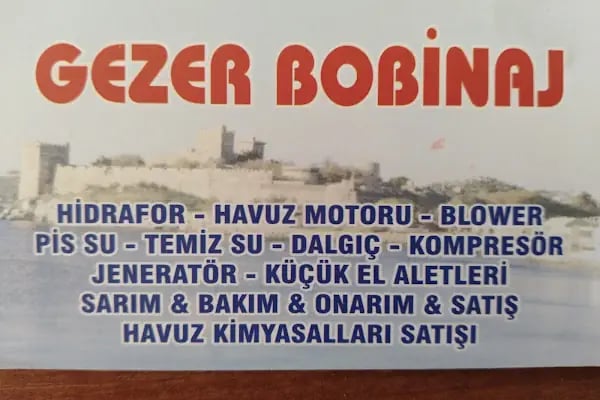 GEZER BOBİNAJ
HİDRAFOR - HAVUZ MOTORU - BLOWER
PİS SU - TEMİZ SU - DALGIÇ - KOMPRESÖR
JENERATÖR - KÜÇÜK EL ALETLERİ
SARIM & BAKIM & ONARIM & SATIŞ
HAVUZ KİMYASALLARI SATIŞI